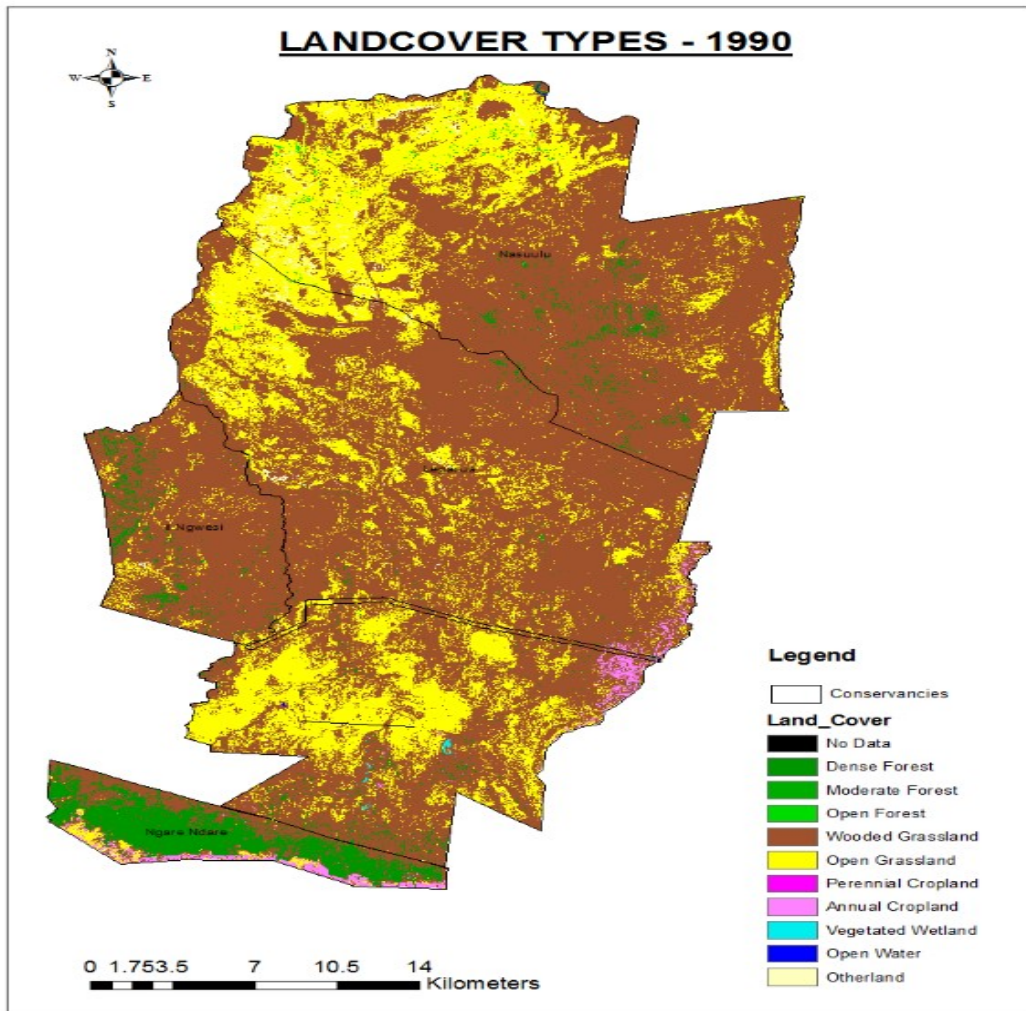 LANDCOVER TYPES - 1990
N
W E
S
Nasuulu
Ngwesi
Ngare Ndare
Legend
Conservancies
Land_Cover
No Data
Dense Forest
Moderate Forest
Open Forest
Wooded Grassland
Open Grassland
Perennial Cropland
Annual Cropland
Vegetated Wetland
Open Water
Otherland
0 1.753.5 7 10.5 14
Kilometers